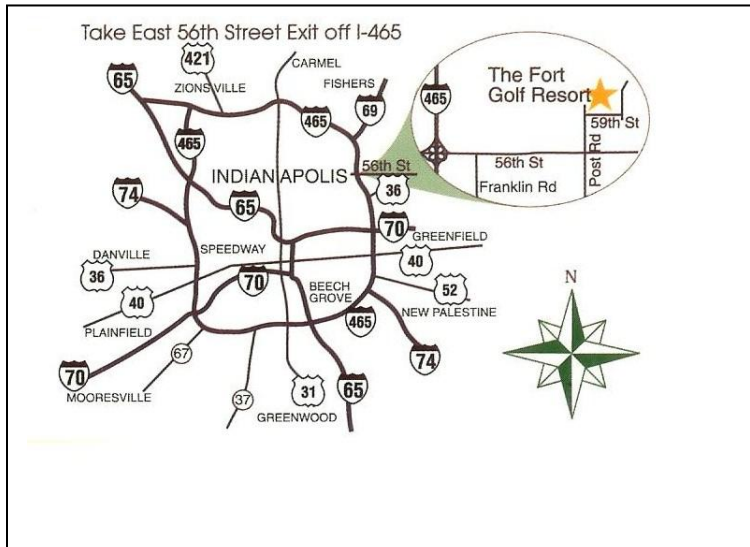 Take East 56th Street Exit off I-465
421
CARMEL
65
ZIONSVILLE
FISHERS
69
465
465
The Fort
Golf Resort
465
59th St
56th St
Franklin Rd
Post Rd
INDIANAPOLIS
56th St
36
74
65
70
GREENFIELD
DANVILLE
SPEEDWAY
36
40
70
40
BEECH
GROVE
52
NEW PALESTINE
PLAINFIELD
465
67
74
70
MOORESVILLE
37
31
65
GREENWOOD
N